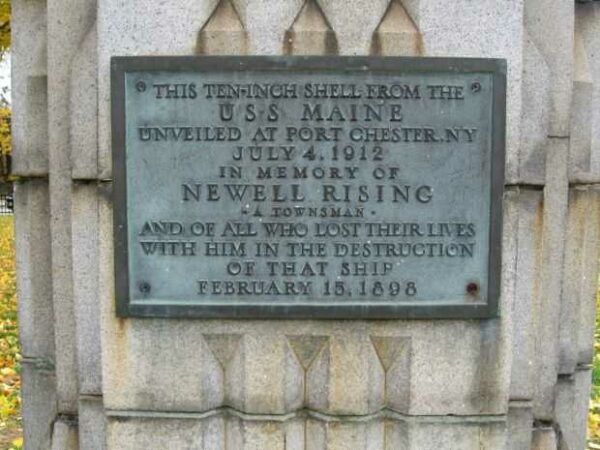 THIS TEN-INCH SHELL FROM THE
USS MAINE
UNVEILED AT PORT CHESTER, NY
JULY 4, 1912
IN MEMORY OF
NEWELL RISING
- A TOWNSMAN -
AND OF ALL WHO LOST THEIR LIVES
WITH HIM IN THE DESTRUCTION
OF THAT SHIP
FEBRUARY 15, 1898